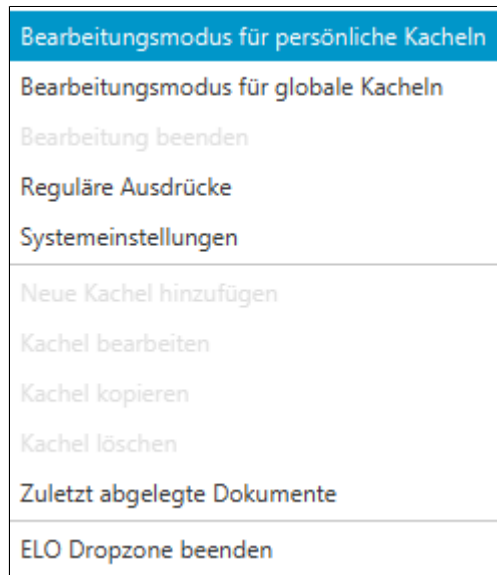 Bearbeitungsmodus für persönliche Kacheln
Bearbeitungsmodus für globale Kacheln
Bearbeitung beenden
Reguläre Ausdrücke
Systemeinstellungen
Neue Kachel hinzufügen
Kachel bearbeiten
Kachel kopieren
Kachel löschen
Zuletzt abgelegte Dokumente
ELO Dropzone beenden